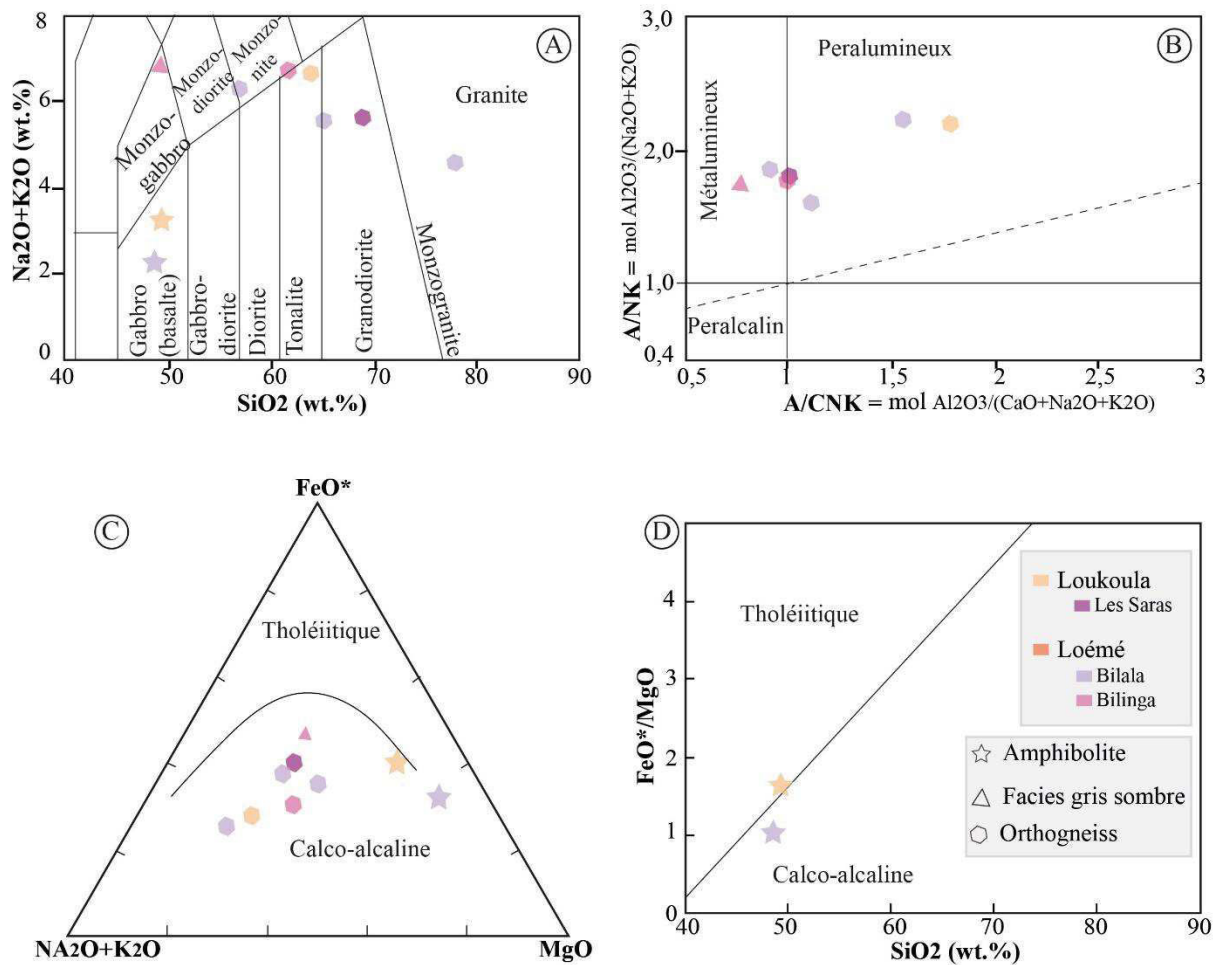 A
Na2O+K2O (wt.%)
8
6
4
2
0
Monzo-
gabbro
Monzo-
diorite
Monzo-
nite
Granite
Gabbro
(basalte)
Gabbro-
diorite
Diorite
Tonalite
Granodiorite
Monzogranite
40 50 60 70 80 90
SiO2 (wt.%)
B
A/NK = mol Al2O3/(Na2O+K2O)
3,0
2,0
1,0
0,4
Métalumineux
Peralumineux
Peralcalin
0,5 1 1,5 2 2,5 3
A/CNK = mol Al2O3/(CaO+Na2O+K2O)
C
FeO*
Tholéiitique
Calco-alcaline
NA2O+K2O
MgO
D
FeO*/MgO
4
3
2
1
0
Tholéiitique
Calco-alcaline
Loukoula
Les Saras
Loémé
Bilala
Bilinga
Amphibolite
Facies gris sombre
Orthogneiss
40 50 60 70 80 90
SiO2 (wt.%)